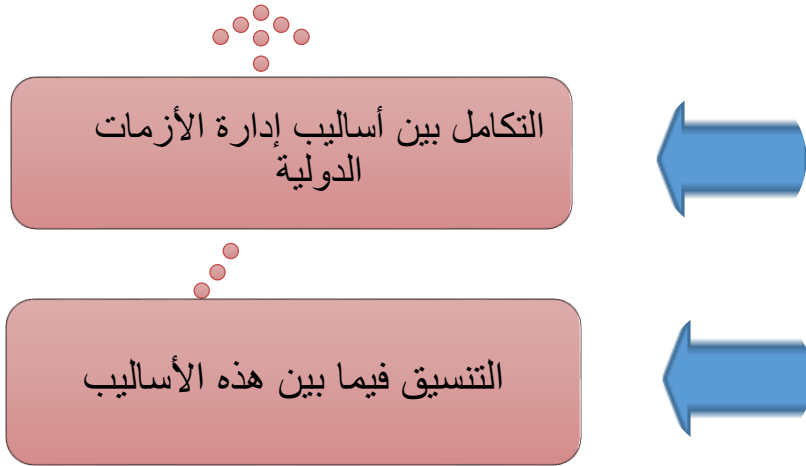 التكامل بين أساليب إدارة الأزمات
الدولية
التنسيق فيما بين هذه الأساليب